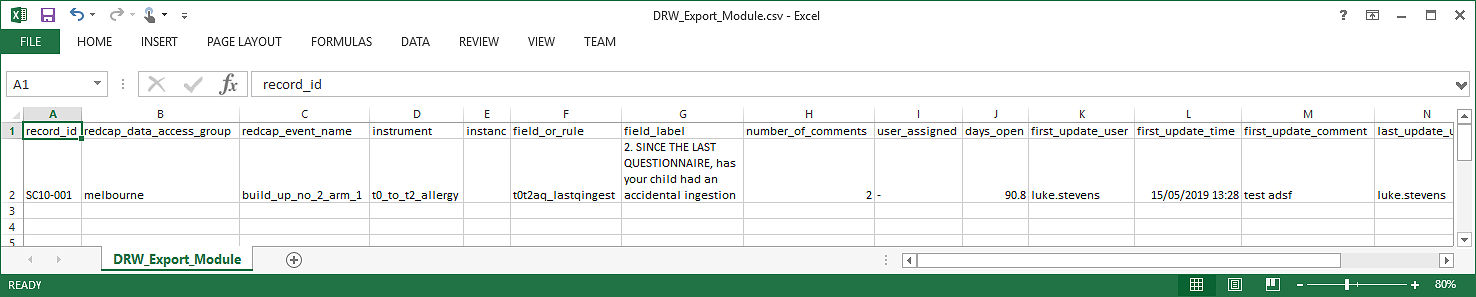 DRW_Export_Module.csv - Excel
FILE HOME INSERT PAGE LAYOUT FORMULAS DATA REVIEW VIEW TEAM
A1 fx record_id
A B C D E F G H I J K L M N
1 record_id redcap_data_access_group redcap_event_name instrument instanc field_or_rule field_label number_of_comments user_assigned days_open first_update_user first_update_time first_update_comment last_update_u
2. SINCE THE LAST
QUESTIONNAIRE, has
your child had an
2 SC10-001 melbourne build_up_no_2_arm_1 t0_to_t2_allergy t0t2aq_lastqingest accidental ingestion 2 - 90.8 luke.stevens 15/05/2019 13:28 test adsf luke.stevens
3
4
5
DRW_Export_Module
READY 80%